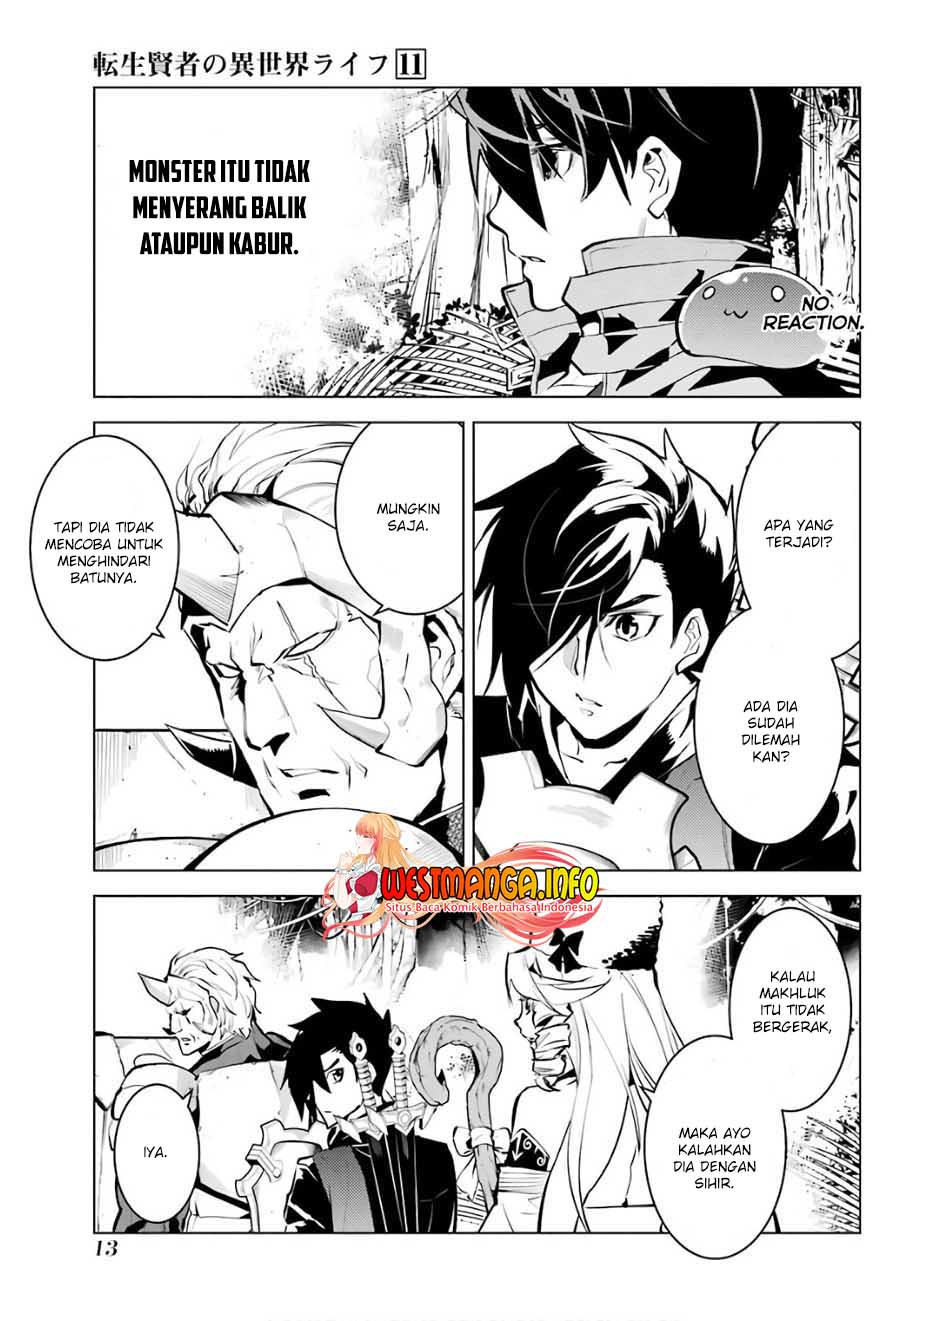 転生賢者の異世界ライフ 11
MONSTER ITU TIDAK
MENYERANG BALIK
ATAUPUN KABUR.
NO
REACTION.
APA YANG
TERJADI?
ADA DIA
SUDAH
DILEMAH
KAN?
MUNGKIN
SAJA.
TAPI DIA TIDAK
MENCOBA UNTUK
MENGHINDARI
BATUNYA.
WESTMANGA.INFO
Situs Baca Komik Berbahasa Indonesia
KALAU
MAKHLUK
ITU TIDAK
BERGERAK,
MAKA AYO
KALAHKAN
DIA DENGAN
SIHIR.
IYA.
13